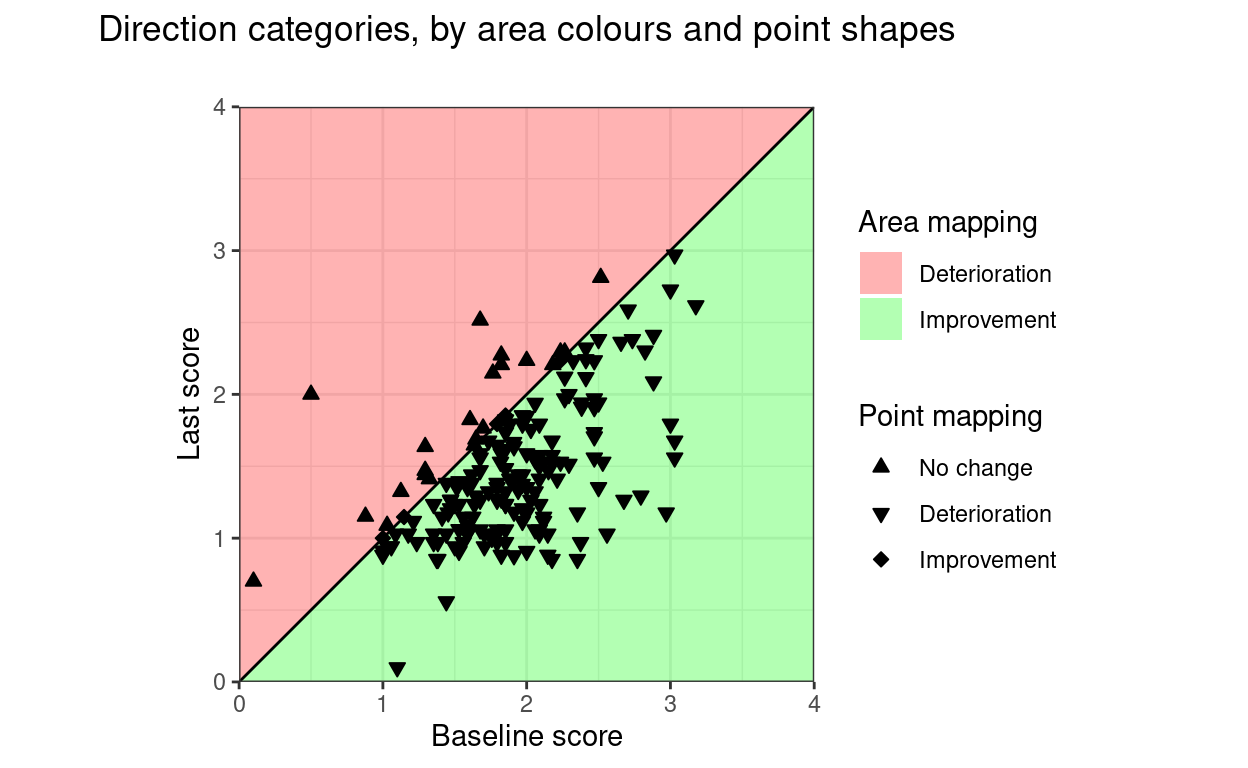 Direction categories, by area colours and point shapes
4
3
2
1
0
0 1 2 3 4
Last score
Baseline score
Area mapping
Deterioration
Improvement
Point mapping
No change
Deterioration
Improvement